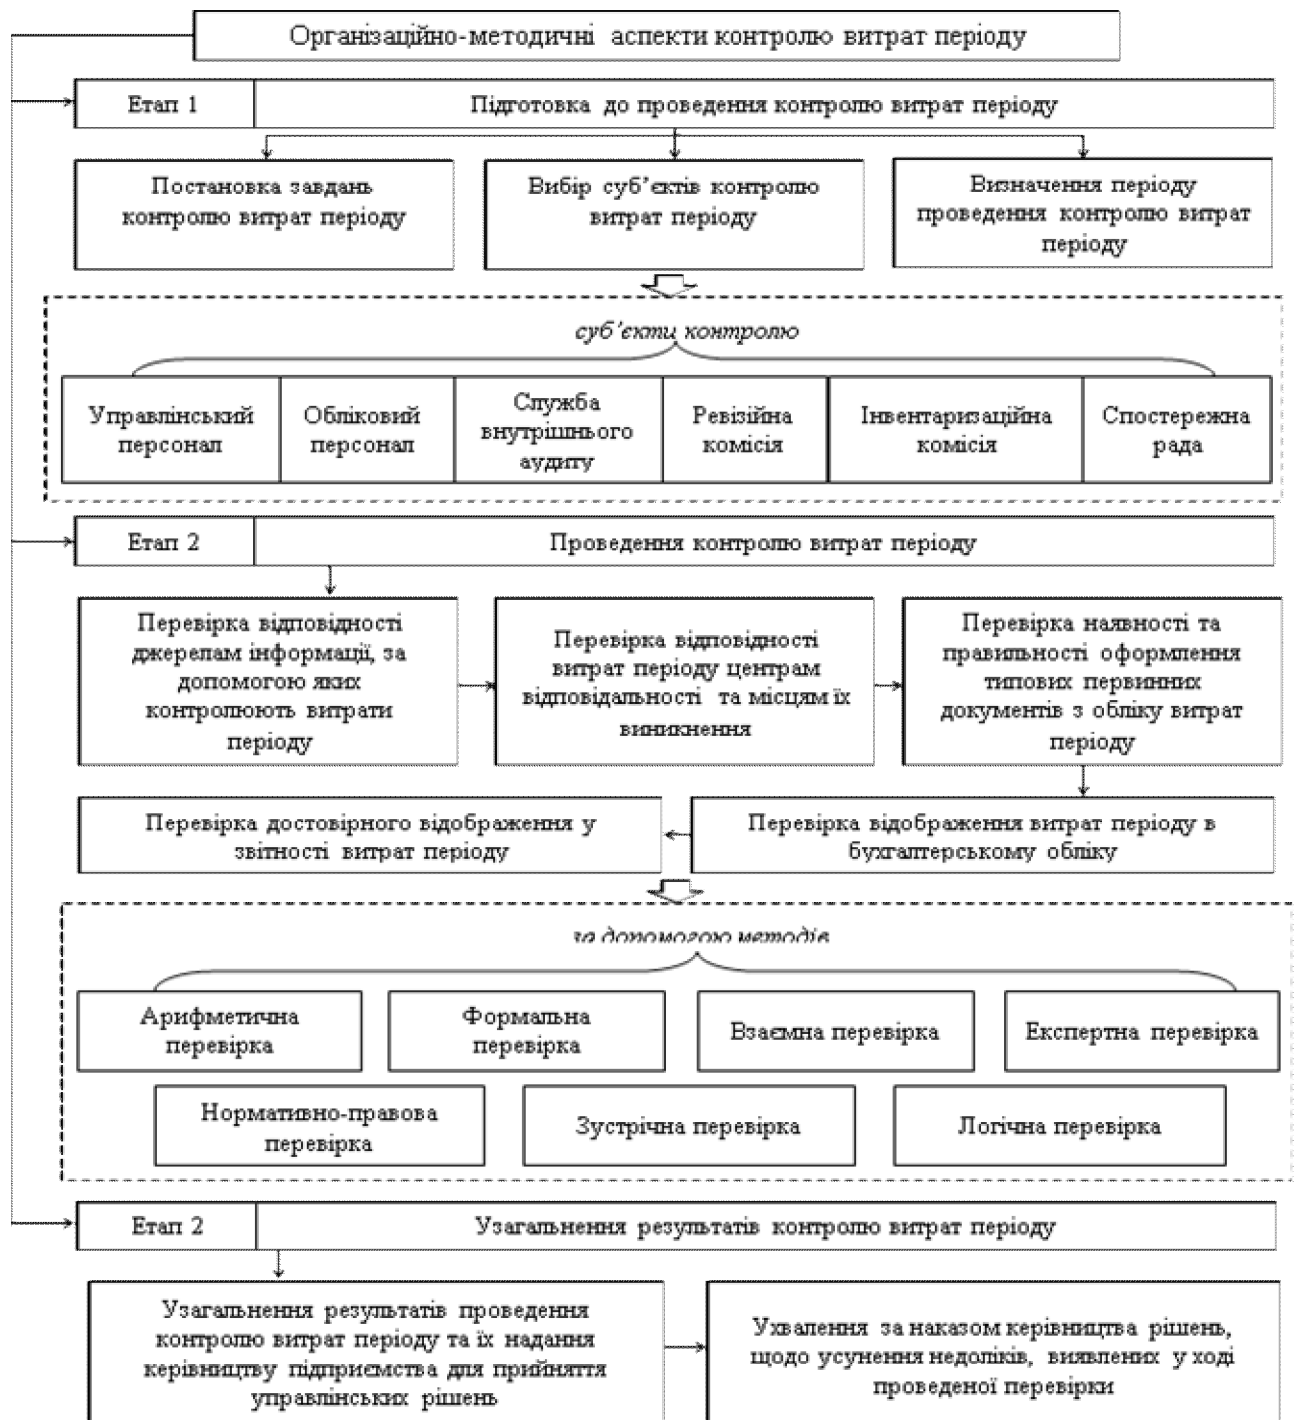 Організаційно-методичні аспекти контролю витрат періоду
Етап 1
Підготовка до проведення контролю витрат періоду
Постановка завдань
контролю витрат періоду
Вибір суб’єктів контролю
витрат періоду
Визначення періоду
проведення контролю витрат
періоду
суб’єкти контролю
Управлінський
персонал
Обліковий
персонал
Служба
внутрішнього
аудиту
Ревізійна
комісія
Інвентаризаційна
комісія
Спостережна
рада
Етап 2
Проведення контролю витрат періоду
Перевірка відповідності
джерелам інформації, за
допомогою яких
контролюють витрати
періоду
Перевірка відповідності
витрат періоду центрам
відповідальності та місцям їх
виникнення
Перевірка наявності та
правильності оформлення
типових первинних
документів з обліку витрат
періоду
Перевірка достовірного відображення у
звітності витрат періоду
Перевірка відображення витрат періоду в
бухгалтерському обліку
за допомогою методів
Арифметична
перевірка
Формальна
перевірка
Взаємна перевірка
Експертна перевірка
Нормативно-правова
перевірка
Зустрічна перевірка
Логічна перевірка
Етап 2
Узагальнення результатів контролю витрат періоду
Узагальнення результатів проведення
контролю витрат періоду та їх надання
керівництву підприємства для прийняття
управлінських рішень
Ухвалення за наказом керівництва рішень,
щодо усунення недоліків, виявлених у ході
проведеної перевірки